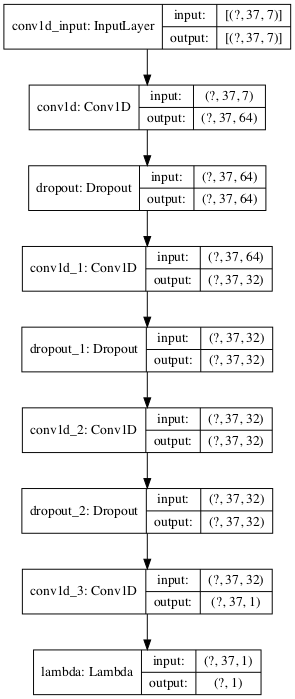 conv1d_input: InputLayer
input: [(?, 37, 7)]
output: [(?, 37, 7)]
conv1d: Conv1D
input: (?, 37, 7)
output: (?, 37, 64)
dropout: Dropout
input: (?, 37, 64)
output: (?, 37, 64)
conv1d_1: Conv1D
input: (?, 37, 64)
output: (?, 37, 32)
dropout_1: Dropout
input: (?, 37, 32)
output: (?, 37, 32)
conv1d_2: Conv1D
input: (?, 37, 32)
output: (?, 37, 32)
dropout_2: Dropout
input: (?, 37, 32)
output: (?, 37, 32)
conv1d_3: Conv1D
input: (?, 37, 32)
output: (?, 37, 1)
lambda: Lambda
input: (?, 37, 1)
output: (?, 1)